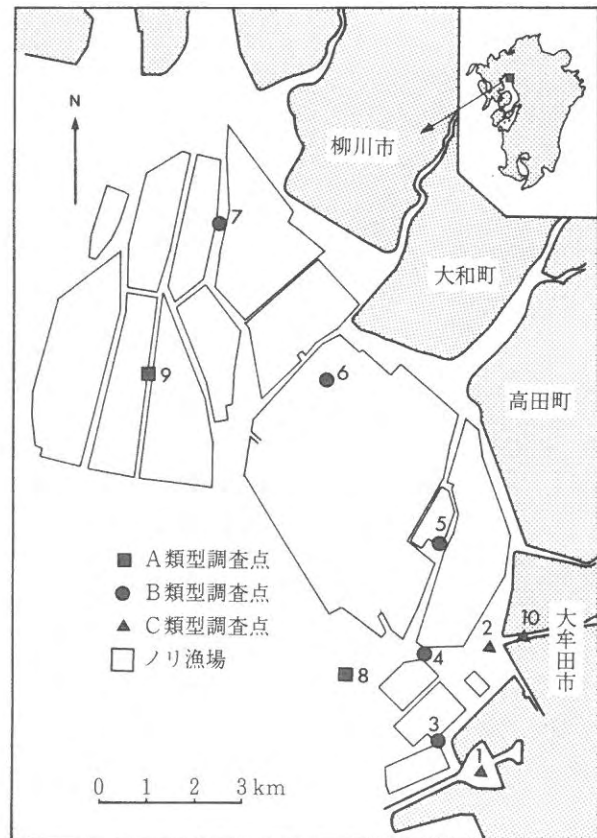 N
柳川市
大和町
高田町
大牟田市
7
9
6
5
4
8
3
2
10
1
■ A類型調査点
● B類型調査点
▲ C類型調査点
□ ノリ漁場
0 1 2 3 km